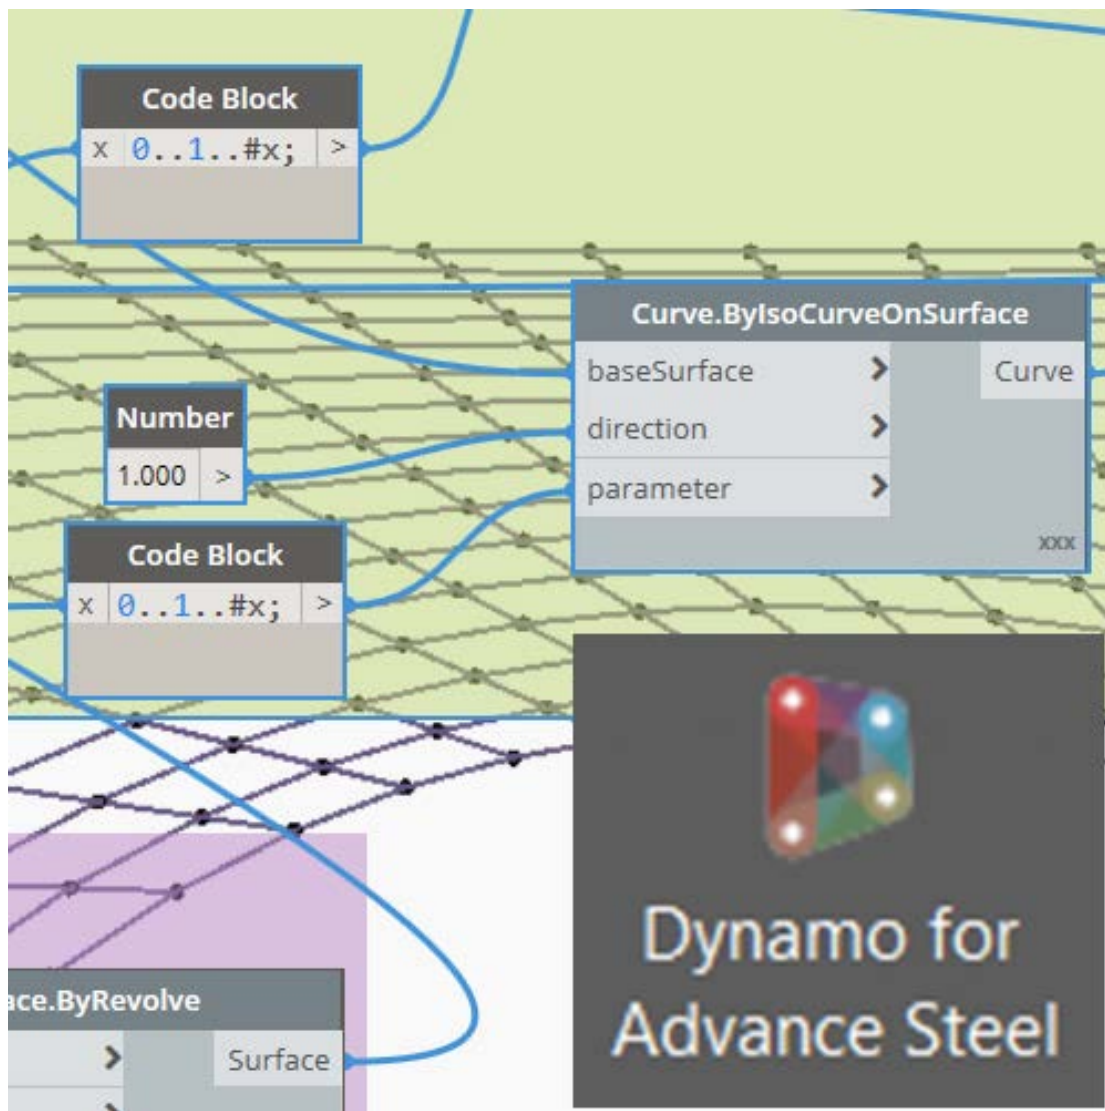 Code Block
x 0..1..#x; >
Curve.ByIsoCurveOnSurface
baseSurface > Curve
direction >
parameter >
xxx
Number
1.000 >
Code Block
x 0..1..#x; >
Dynamo for
Advance Steel
ace.ByRevolve
> Surface